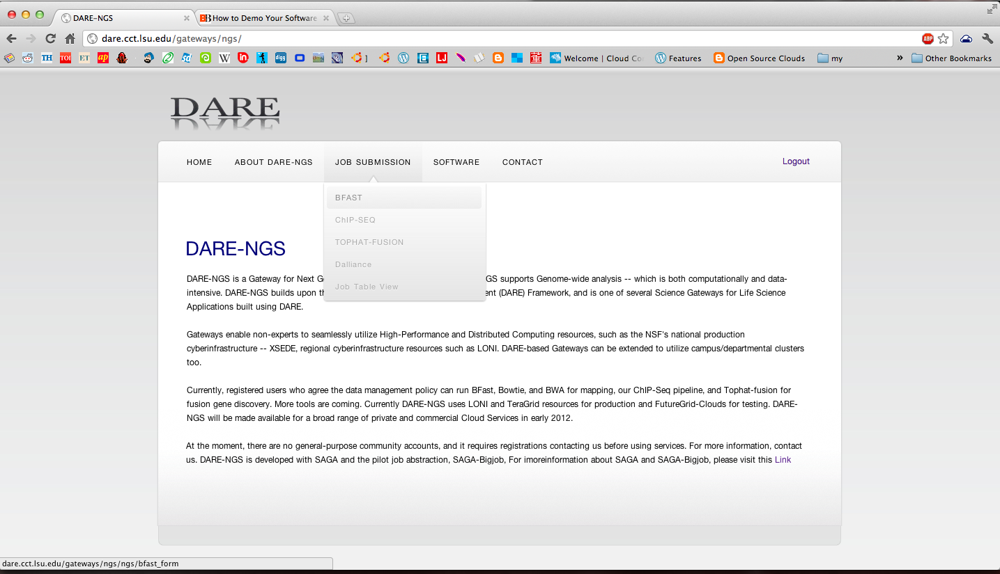 DARE-NGS
How to Demo Your Software
dare.cct.lsu.edu/gateways/ngs/
ABP
TH TOI ET ap W in digg ] E LJ Welcome | Cloud Co Features Open Source Clouds my » Other Bookmarks
DARE
HOME ABOUT DARE-NGS JOB SUBMISSION SOFTWARE CONTACT Logout
BFAST
ChIP-SEQ
TOPHAT-FUSION
Dalliance
Job Table View
DARE-NGS
DARE-NGS is a Gateway for Next G GS supports Genome-wide analysis -- which is both computationally and data-
intensive. DARE-NGS builds upon th ent (DARE) Framework, and is one of several Science Gateways for Life Science
Applications built using DARE.
Gateways enable non-experts to seamlessly utilize High-Performance and Distributed Computing resources, such as the NSF's national production
cyberinfrastructure -- XSEDE, regional cyberinfrastructure resources such as LONI. DARE-based Gateways can be extended to utilize campus/departmental clusters
too.
Currently, registered users who agree the data management policy can run BFast, Bowtie, and BWA for mapping, our ChIP-Seq pipeline, and Tophat-fusion for
fusion gene discovery. More tools are coming. Currently DARE-NGS uses LONI and TeraGrid resources for production and FutureGrid-Clouds for testing. DARE-
NGS will be made available for a broad range of private and commercial Cloud Services in early 2012.
At the moment, there are no general-purpose community accounts, and it requires registrations contacting us before using services. For more information, contact
us. DARE-NGS is developed with SAGA and the pilot job abstraction, SAGA-Bigjob, For imoreinformation about SAGA and SAGA-Bigjob, please visit this Link
dare.cct.lsu.edu/gateways/ngs/ngs/bfast_form